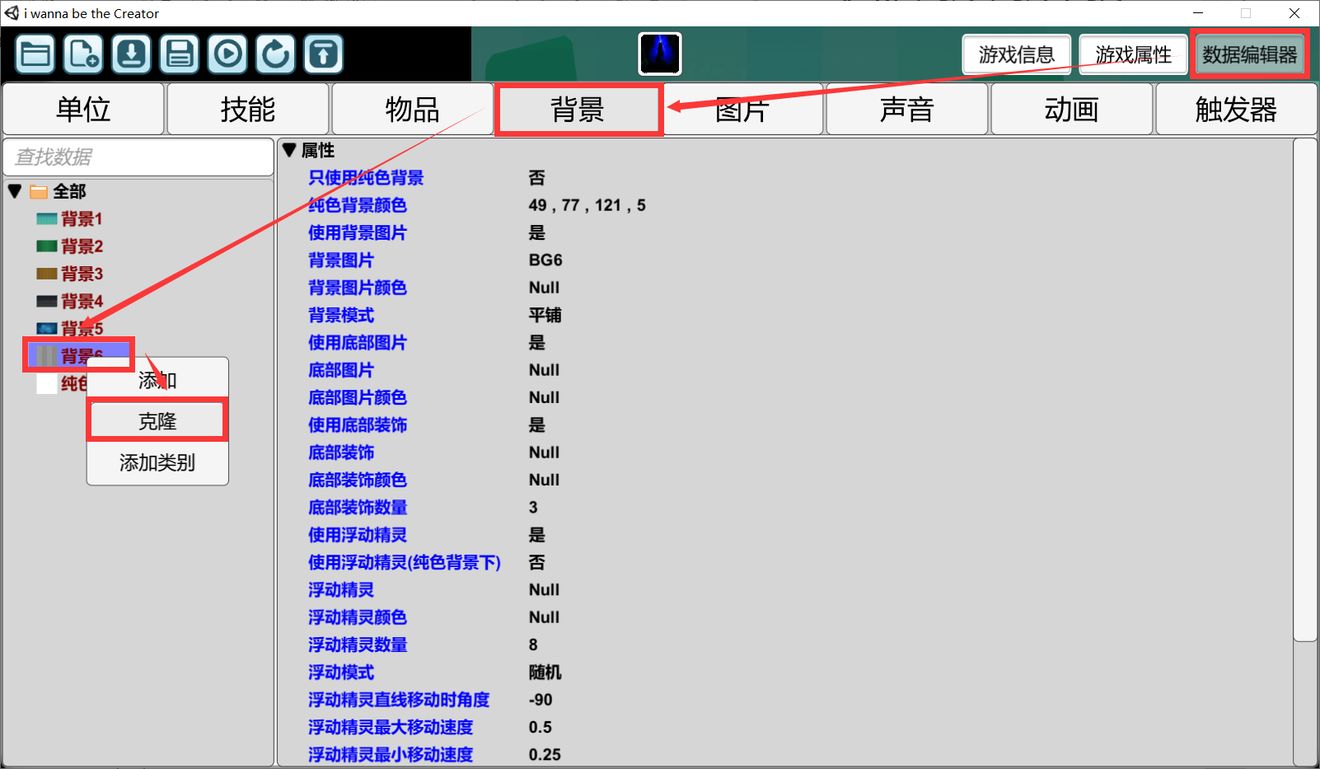 i wanna be the Creator
游戏信息 游戏属性 数据编辑器
单位 技能 物品 背景 图片 声音 动画 触发器
查找数据
全部
背景1
背景2
背景3
背景4
背景5
背景6
纯色
添加
克隆
添加类别
属性
只使用纯色背景 否
纯色背景颜色 49 , 77 , 121 , 5
使用背景图片 是
背景图片 BG6
背景图片颜色 Null
背景模式 平铺
使用底部图片 是
底部图片 Null
底部图片颜色 Null
使用底部装饰 是
底部装饰 Null
底部装饰颜色 Null
底部装饰数量 3
使用浮动精灵 是
使用浮动精灵(纯色背景下) 否
浮动精灵 Null
浮动精灵颜色 Null
浮动精灵数量 8
浮动模式 随机
浮动精灵直线移动时角度 -90
浮动精灵最大移动速度 0.5
浮动精灵最小移动速度 0.25